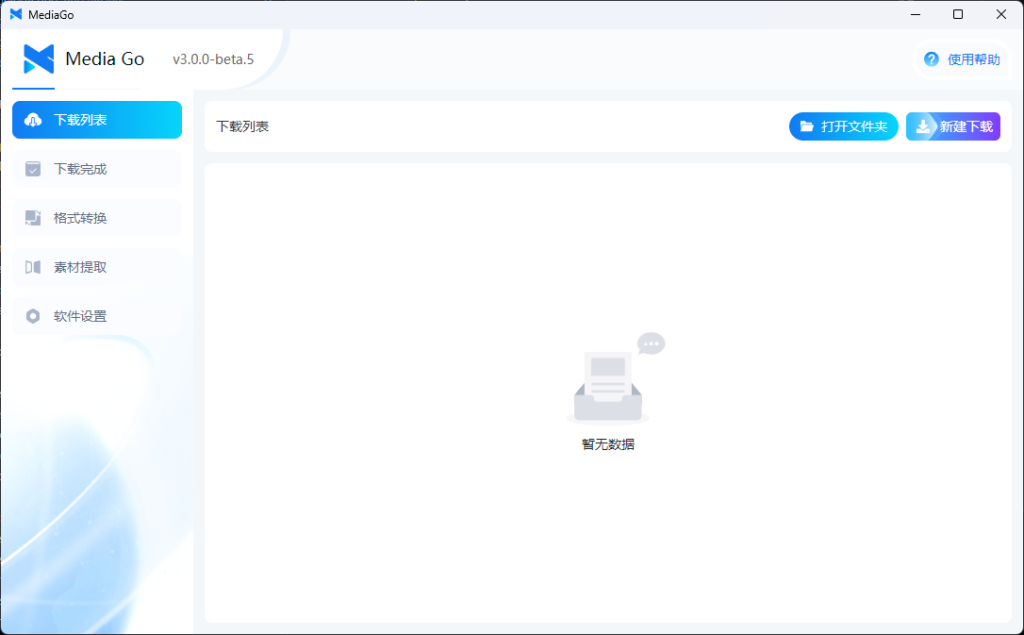 MediaGo
Media Go v3.0.0-beta.5
使用帮助
下载列表
下载完成
格式转换
素材提取
软件设置
下载列表
打开文件夹
新建下载
暂无数据